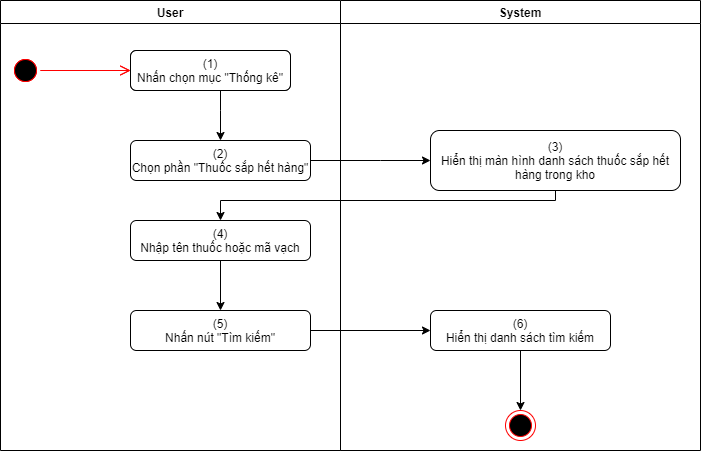 User
System
(1)
Nhấn chọn mục "Thống kê"
(2)
Chọn phần "Thuốc sắp hết hàng"
(3)
Hiển thị màn hình danh sách thuốc sắp hết
hàng trong kho
(4)
Nhập tên thuốc hoặc mã vạch
(5)
Nhấn nút "Tìm kiếm"
(6)
Hiển thị danh sách tìm kiếm